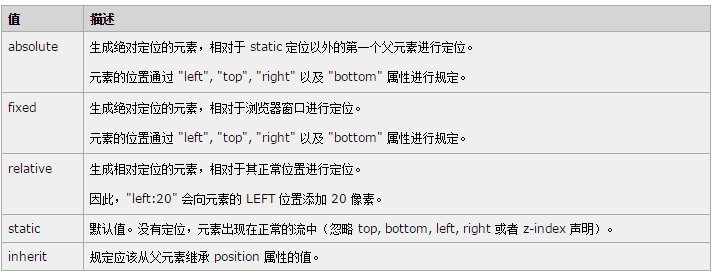 值 描述
absolute 生成绝对定位的元素，相对于 static 定位以外的第一个父元素进行定位。
元素的位置通过 "left", "top", "right" 以及 "bottom" 属性进行规定。
fixed 生成绝对定位的元素，相对于浏览器窗口进行定位。
元素的位置通过 "left", "top", "right" 以及 "bottom" 属性进行规定。
relative 生成相对定位的元素，相对于其正常位置进行定位。
因此，"left:20" 会向元素的 LEFT 位置添加 20 像素。
static 默认值。没有定位，元素出现在正常的流中（忽略 top, bottom, left, right 或者 z-index 声明）。
inherit 规定应该从父元素继承 position 属性的值。